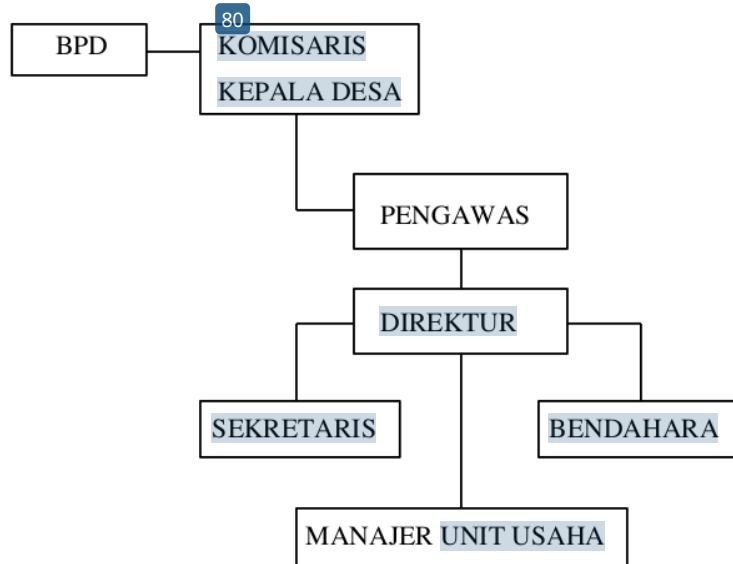 80
BPD
KOMISARIS
KEPALA DESA
PENGAWAS
DIREKTUR
SEKRETARIS
BENDAHARA
MANAJER UNIT USAHA